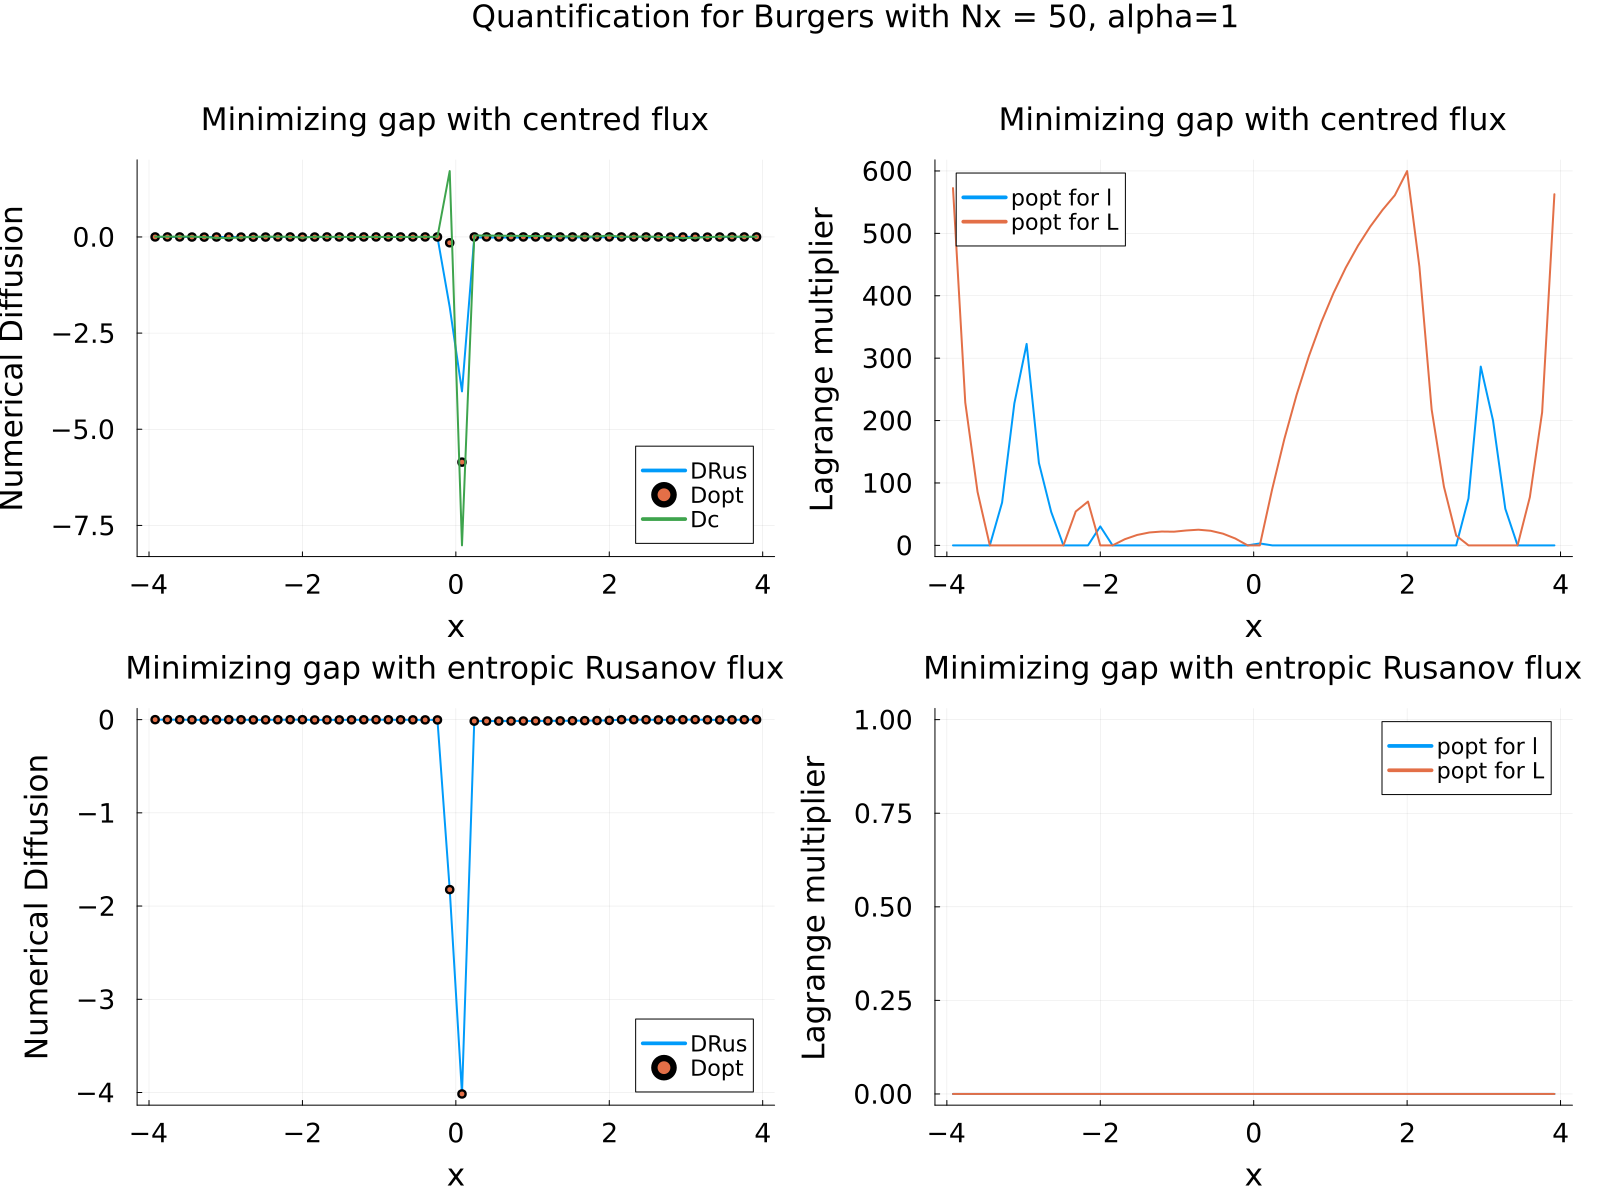 Quantification for Burgers with Nx = 50, alpha=1
Minimizing gap with centred flux
Numerical Diffusion
0.0
−2.5
−5.0
−7.5
−4
−2
0
2
4
x
DRus
Dopt
Dc
Minimizing gap with centred flux
Lagrange multiplier
600
500
400
300
200
100
0
−4
−2
0
2
4
x
popt for l
popt for L
Minimizing gap with entropic Rusanov flux
Numerical Diffusion
0
−1
−2
−3
−4
−4
−2
0
2
4
x
DRus
Dopt
Minimizing gap with entropic Rusanov flux
Lagrange multiplier
1.00
0.75
0.50
0.25
0.00
−4
−2
0
2
4
x
popt for l
popt for L